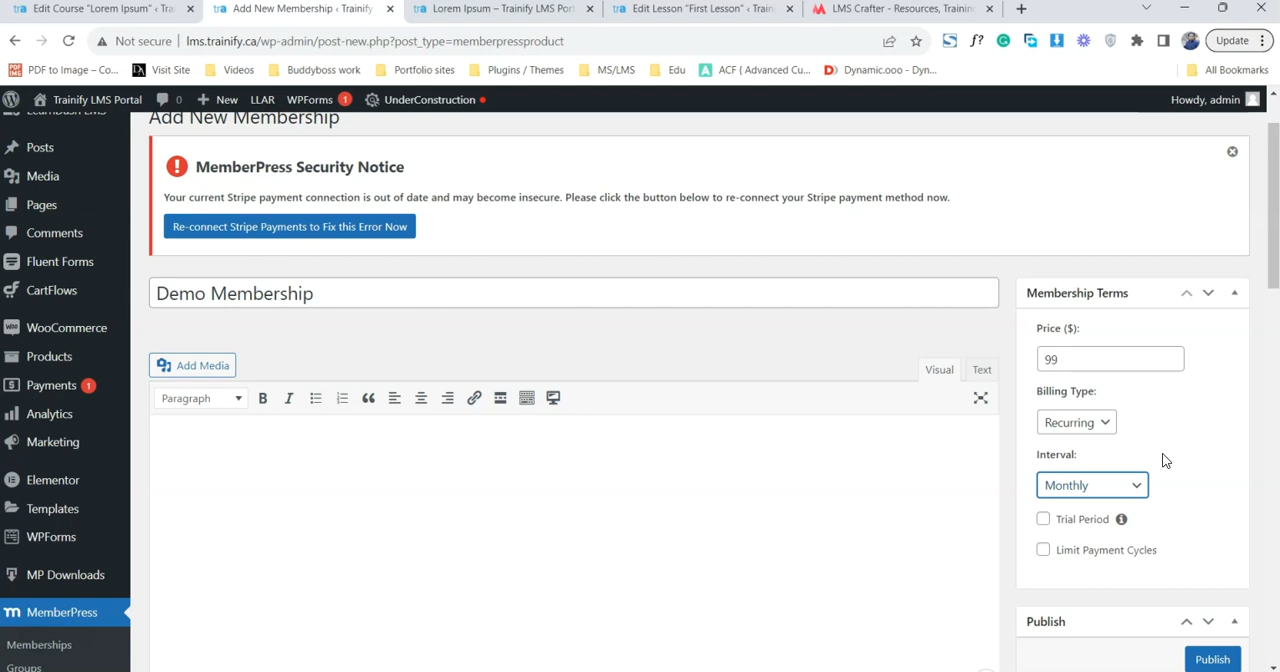 Edit Course "Lorem Ipsum" ‹ Tra
Add New Membership ‹ Trainify
Lorem Ipsum – Trainify LMS Port
Edit Lesson "First Lesson" ‹ Train
LMS Crafter - Resources, Trainin
Not secure | lms.trainify.ca/wp-admin/post-new.php?post_type=memberpressproduct
Update
PDF to Image – Co...
Visit Site
Videos
Buddyboss work
Portfolio sites
Plugins / Themes
MS/LMS
Edu
ACF { Advanced Cu...
Dynamic.ooo - Dyn...
All Bookmarks
Trainify LMS Portal
0
New
LLAR
WPForms 1
UnderConstruction
Howdy, admin
LearnDash LMS
Posts
Media
Pages
Comments
Fluent Forms
CartFlows
WooCommerce
Products
Payments 1
Analytics
Marketing
Elementor
Templates
WPForms
MP Downloads
MemberPress
Memberships
Groups
Add New Membership
MemberPress Security Notice
Your current Stripe payment connection is out of date and may become insecure. Please click the button below to re-connect your Stripe payment method now.
Re-connect Stripe Payments to Fix this Error Now
Demo Membership
Add Media
Visual
Text
Paragraph
Membership Terms
Price ($):
99
Billing Type:
Recurring
Interval:
Monthly
Trial Period
Limit Payment Cycles
Publish
Publish